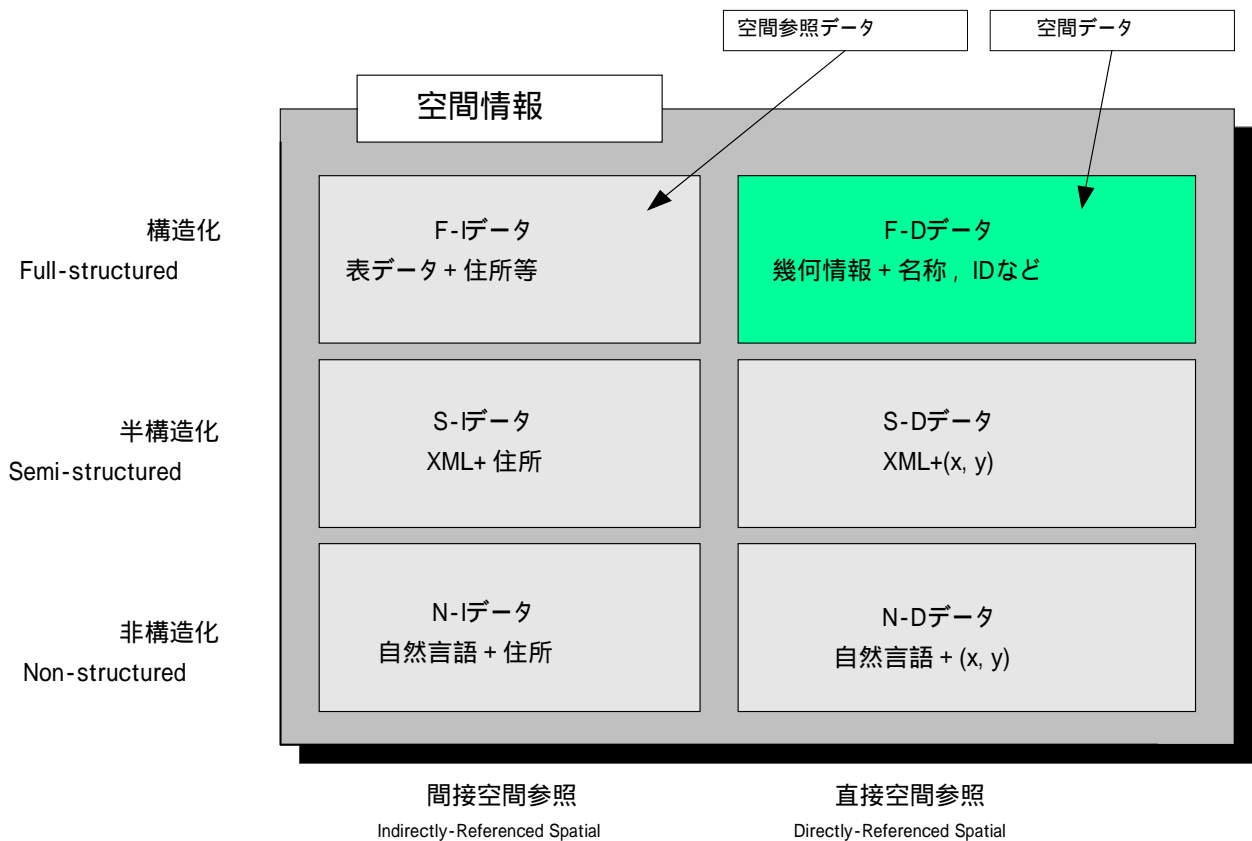 空間参照データ
空間データ
空間情報
構造化
Full-structured
F-Iデータ
表データ + 住所等
F-Dデータ
幾何情報 + 名称 , IDなど
半構造化
Semi-structured
S-Iデータ
XML+ 住所
S-Dデータ
XML+(x, y)
非構造化
Non-structured
N-Iデータ
自然言語 + 住所
N-Dデータ
自然言語 + (x, y)
間接空間参照
Indirectly-Referenced Spatial
直接空間参照
Directly-Referenced Spatial